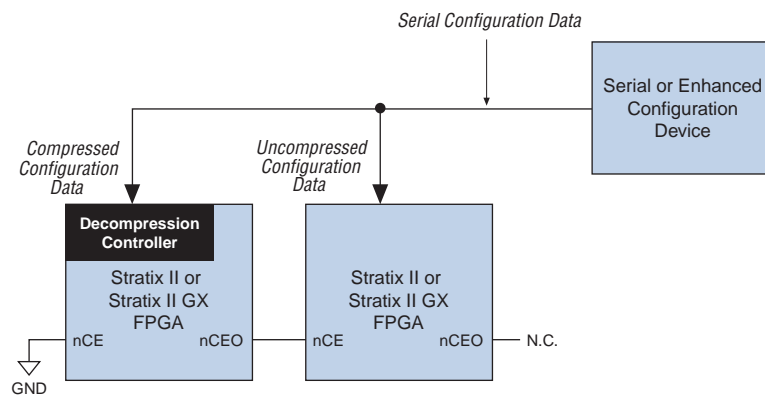 Serial Configuration Data
Serial or Enhanced
Configuration
Device
Compressed
Configuration
Data
Uncompressed
Configuration
Data
Decompression
Controller
Stratix II or
Stratix II GX
FPGA
Stratix II or
Stratix II GX
FPGA
nCE
nCEO
nCE
nCEO
N.C.
GND